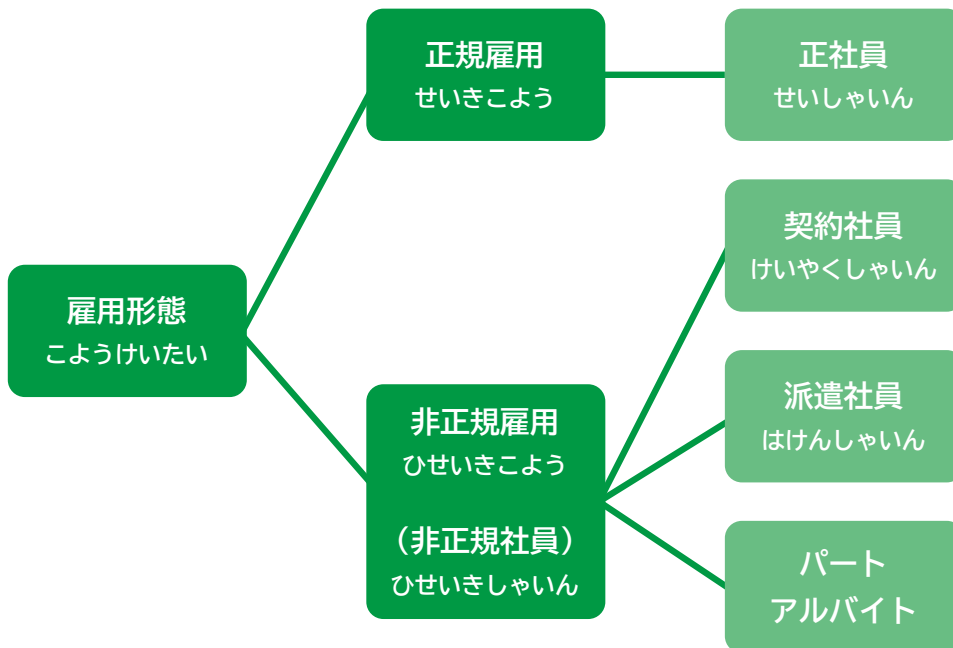 雇用形態
こようけいたい
正規雇用
せいきこよう
正社員
せいしゃいん
非正規雇用
ひせいきこよう
（非正規社員）
ひせいきしゃいん
契約社員
けいやくしゃいん
派遣社員
はけんしゃいん
パート
アルバイト